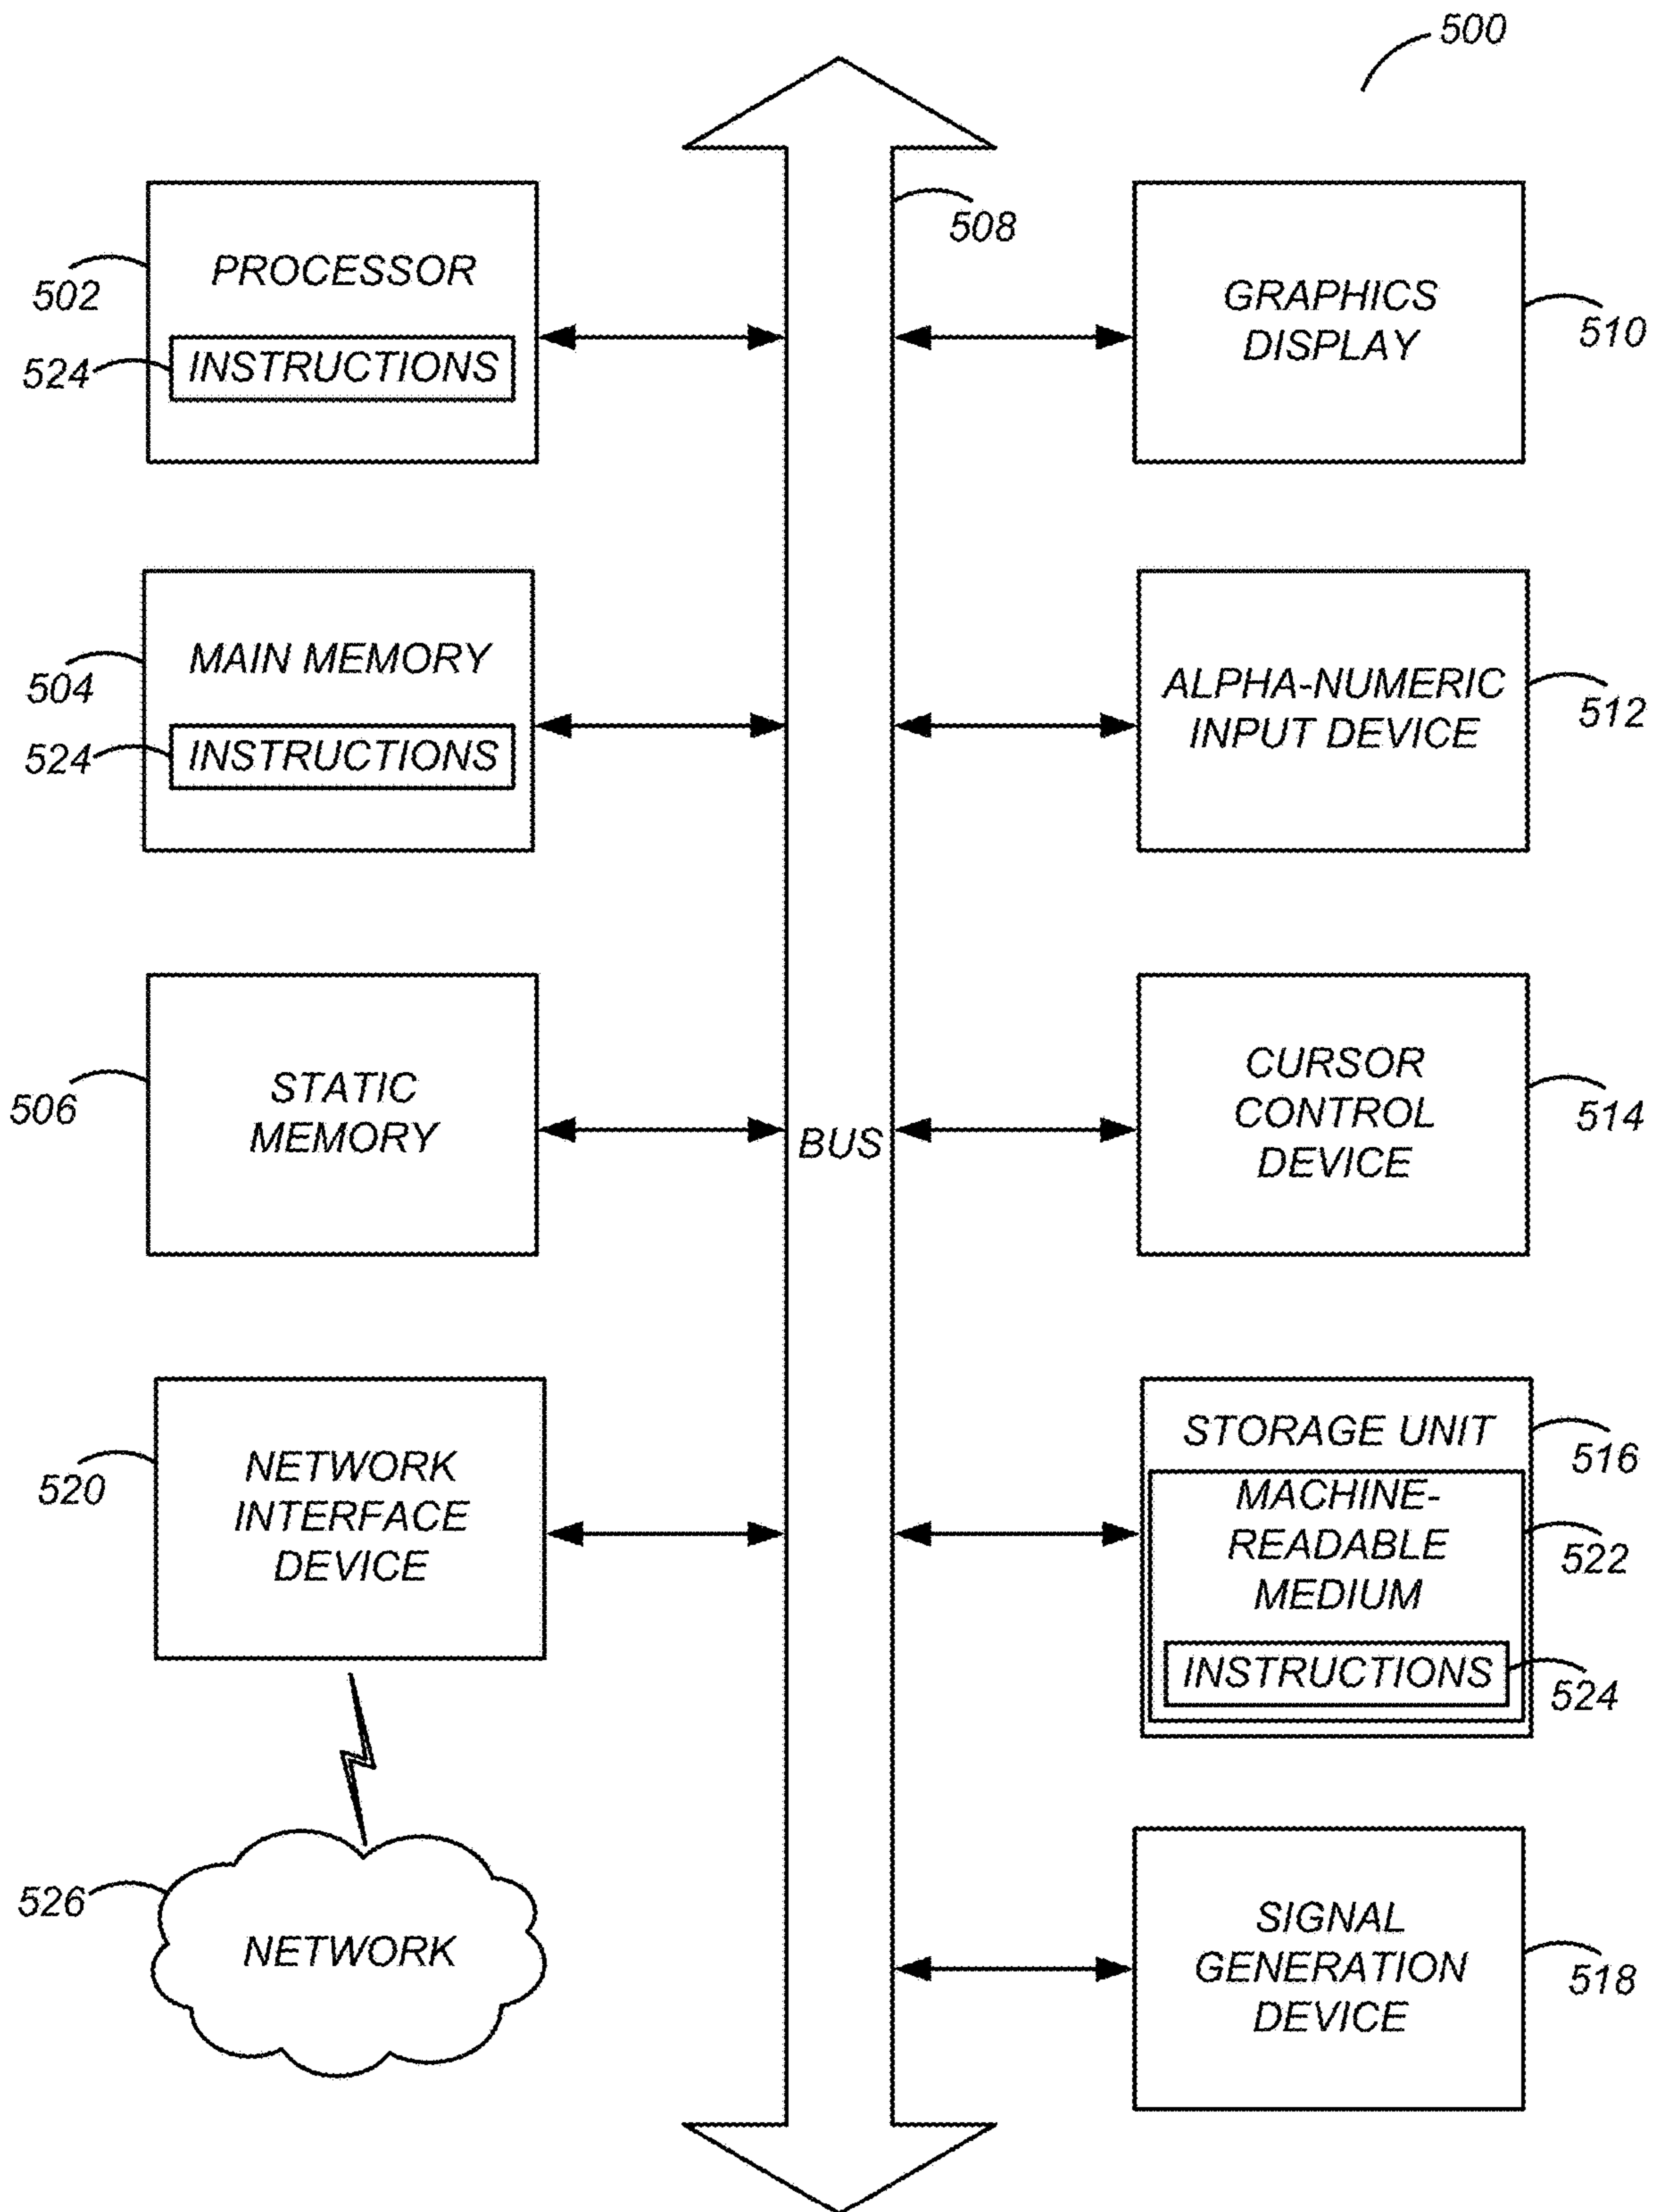 500
508
PROCESSOR
502
INSTRUCTIONS
524
GRAPHICS
DISPLAY
510
MAIN MEMORY
504
INSTRUCTIONS
524
ALPHA-NUMERIC
INPUT DEVICE
512
STATIC
MEMORY
506
BUS
CURSOR
CONTROL
DEVICE
514
NETWORK
INTERFACE
DEVICE
520
STORAGE UNIT
516
MACHINE-
READABLE
MEDIUM
522
INSTRUCTIONS
524
526
NETWORK
SIGNAL
GENERATION
DEVICE
518